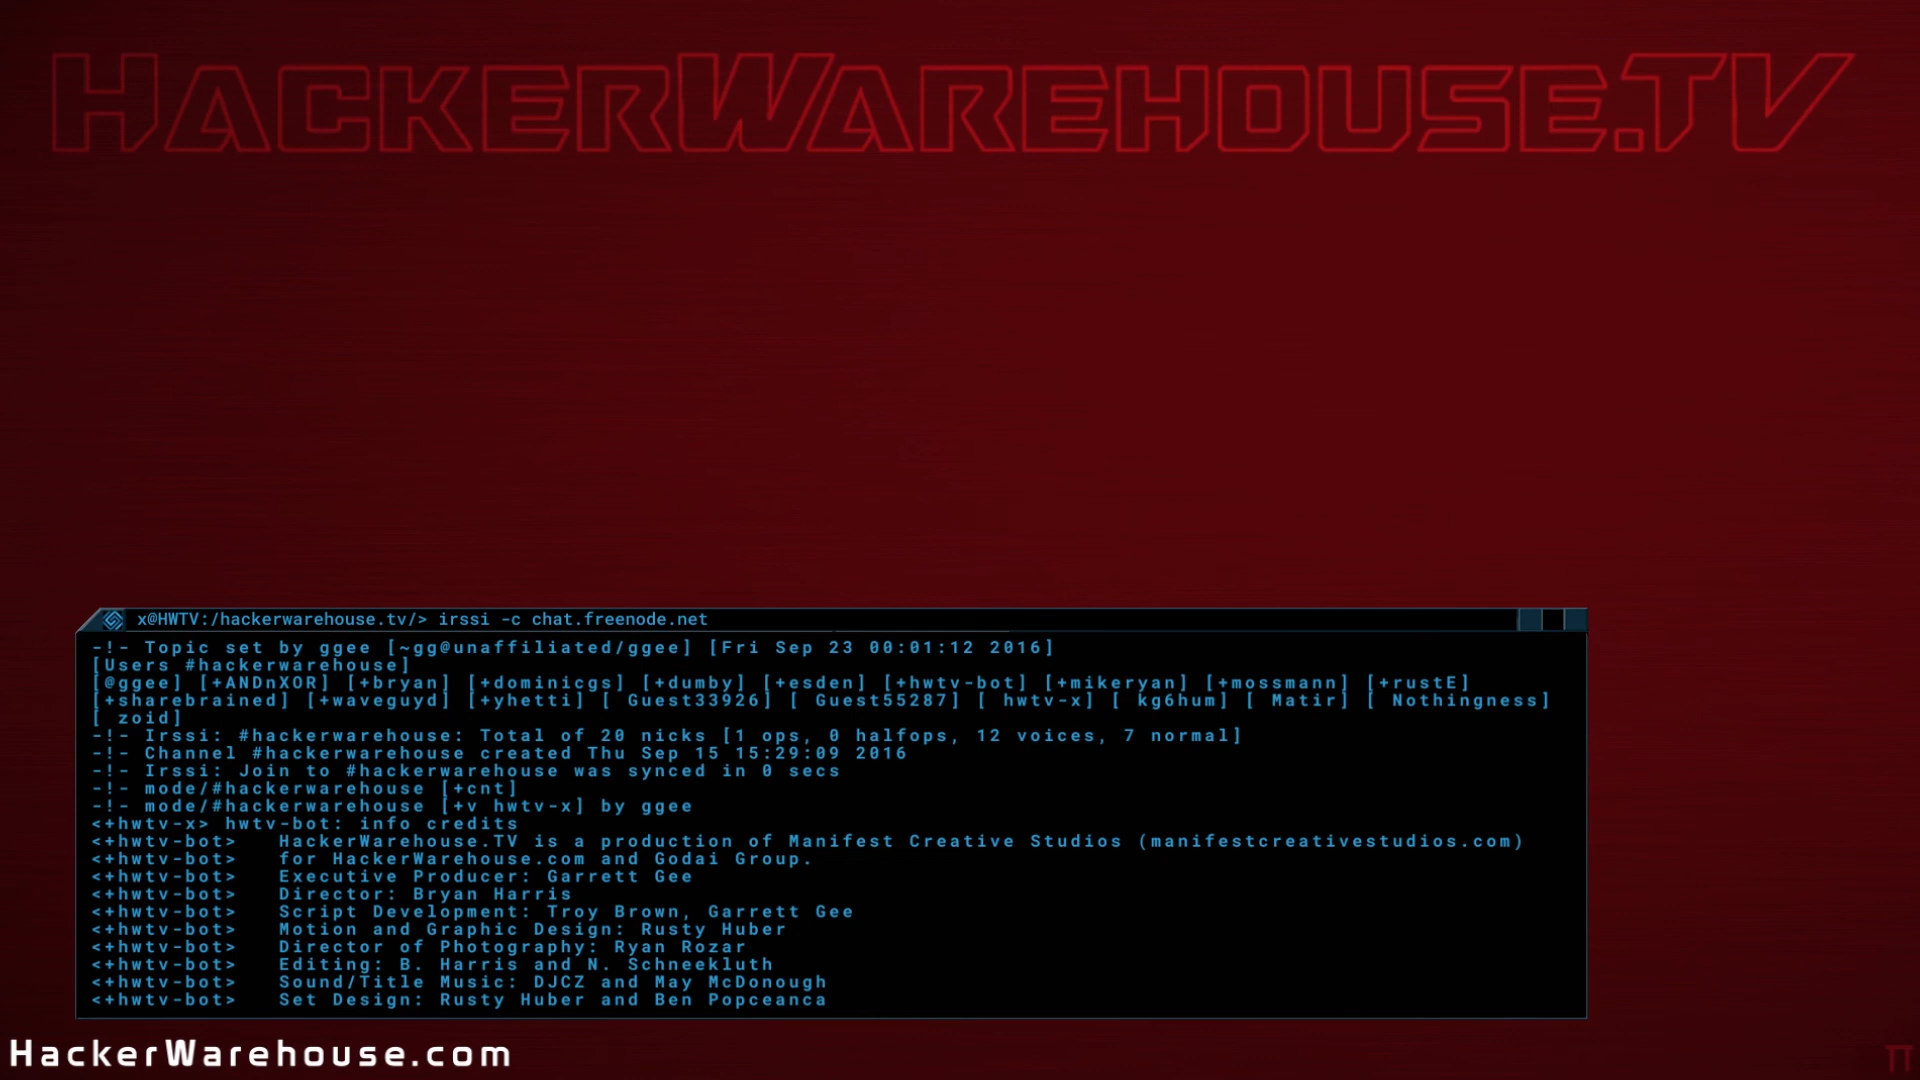 HackerWarehouse.TV
x@HWTV:/hackerwarehouse.tv/> irssi -c chat.freenode.net
-!- Topic set by ggee [~gg@unaffiliated/ggee] [Fri Sep 23 00:01:12 2016]
[Users #hackerwarehouse]
[@ggee] [+ANDnXOR] [+bryan] [+dominicgs] [+dumby] [+esden] [+hwtv-bot] [+mikeryan] [+mossmann] [+rustE]
[+sharebrained] [+waveguyd] [+yhetti] [ Guest33926] [ Guest55287] [ hwtv-x] [ kg6hum] [ Matir] [ Nothingness]
[ zoid]
-!- Irssi: #hackerwarehouse: Total of 20 nicks [1 ops, 0 halfops, 12 voices, 7 normal]
-!- Channel #hackerwarehouse created Thu Sep 15 15:29:09 2016
-!- Irssi: Join to #hackerwarehouse was synced in 0 secs
-!- mode/#hackerwarehouse [+cnt]
-!- mode/#hackerwarehouse [+v hwtv-x] by ggee
<+hwtv-x> hwtv-bot: info credits
<+hwtv-bot>   HackerWarehouse.TV is a production of Manifest Creative Studios (manifestcreativestudios.com)
<+hwtv-bot>   for HackerWarehouse.com and Godai Group.
<+hwtv-bot>   Executive Producer: Garrett Gee
<+hwtv-bot>   Director: Bryan Harris
<+hwtv-bot>   Script Development: Troy Brown, Garrett Gee
<+hwtv-bot>   Motion and Graphic Design: Rusty Huber
<+hwtv-bot>   Director of Photography: Ryan Rozar
<+hwtv-bot>   Editing: B. Harris and N. Schneekluth
<+hwtv-bot>   Sound/Title Music: DJCZ and May McDonough
<+hwtv-bot>   Set Design: Rusty Huber and Ben Popceanca
HackerWarehouse.com
π